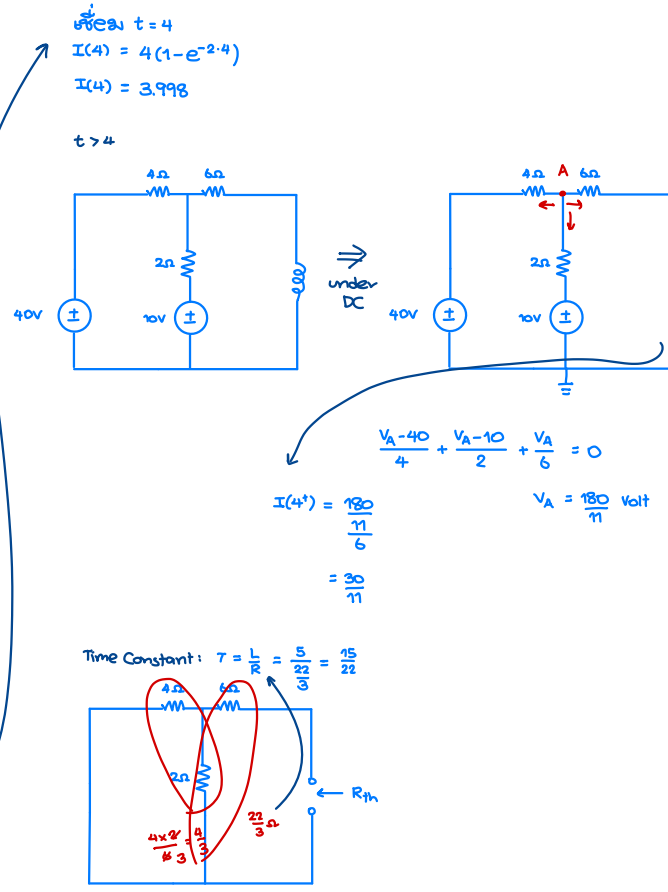 เชื่อม t = 4
I(4) = 4(1-e^-2·4)
I(4) = 3.998
t > 4
4Ω 6Ω
2Ω
40V
10V
⇒
under
DC
4Ω A 6Ω
2Ω
40V
10V
(V_A-40)/4 + (V_A-10)/2 + V_A/6 = 0
V_A = 180/11 Volt
I(4⁺) = (180/11)/6
= 30/11
Time Constant: τ = L/R = 5/(22/3) = 15/22
4Ω 6Ω
2Ω
← R_th
22/3 Ω
(4×2)/6 3 = 4/3